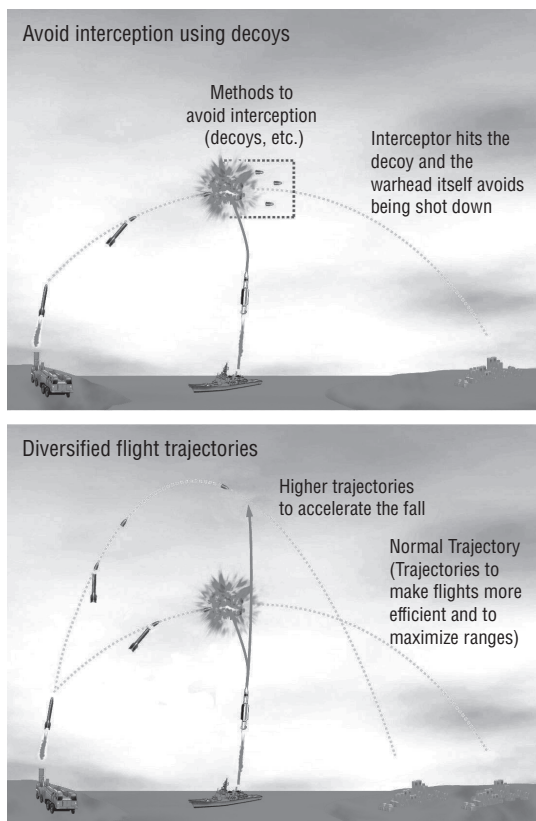 Avoid interception using decoys
Methods to
avoid interception
(decoys, etc.)
Interceptor hits the
decoy and the
warhead itself avoids
being shot down
Diversified flight trajectories
Higher trajectories
to accelerate the fall
Normal Trajectory
(Trajectories to
make flights more
efficient and to
maximize ranges)